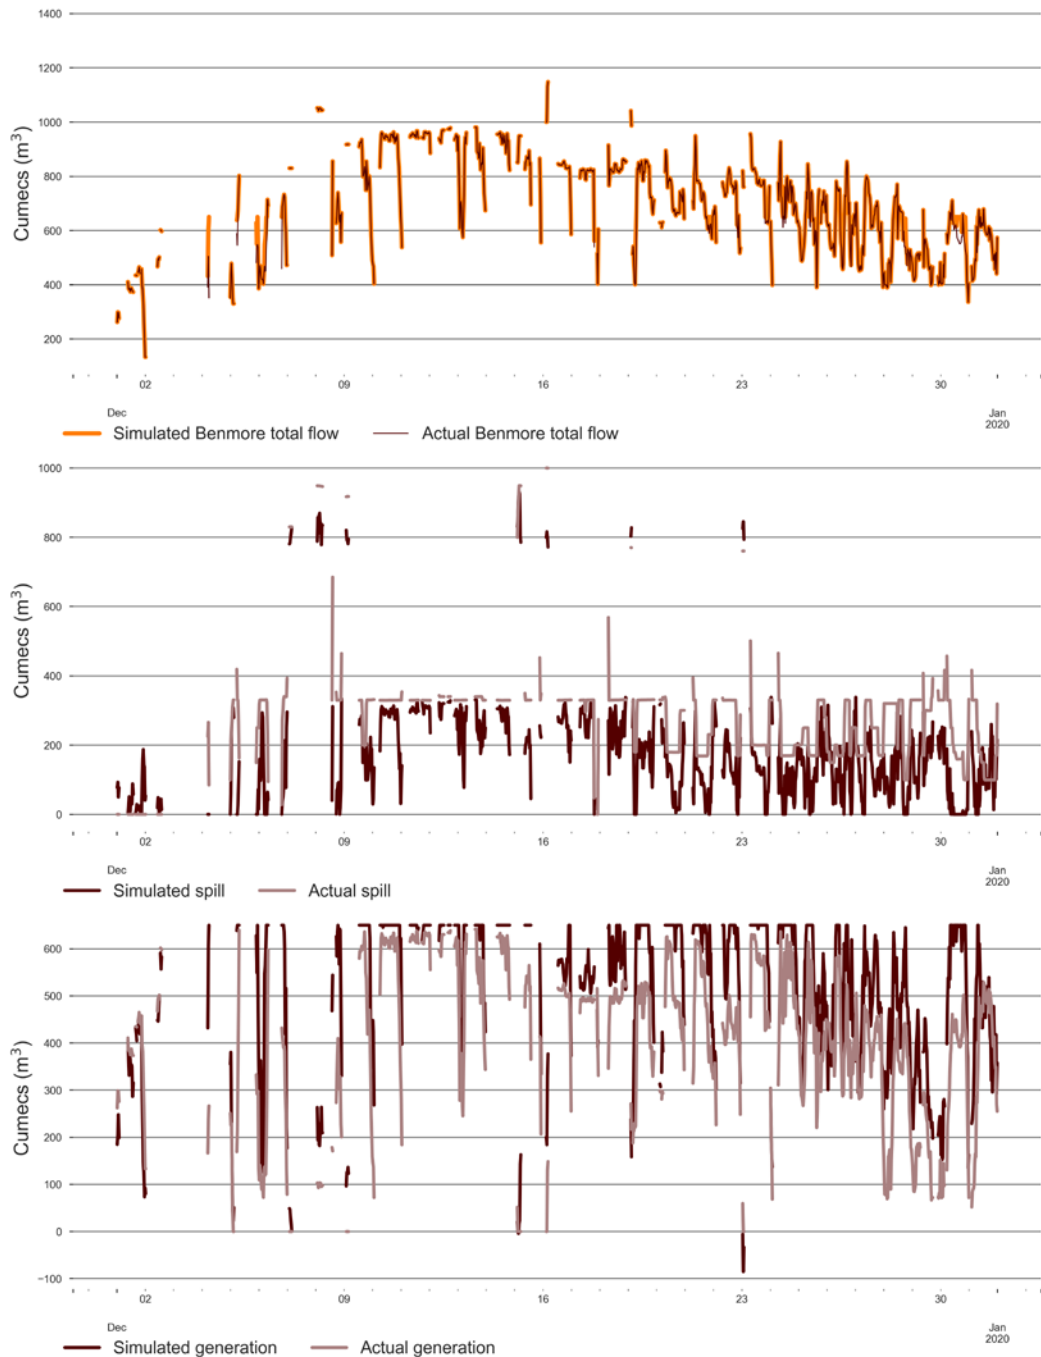 1400
1200
1000
800
600
400
200
Cumecs (m³)
02 09 16 23 30
Dec Jan
2020
Simulated Benmore total flow Actual Benmore total flow
1000
800
600
400
200
0
Cumecs (m³)
02 09 16 23 30
Dec Jan
2020
Simulated spill Actual spill
600
500
400
300
200
100
0
−100
Cumecs (m³)
02 09 16 23 30
Dec Jan
2020
Simulated generation Actual generation